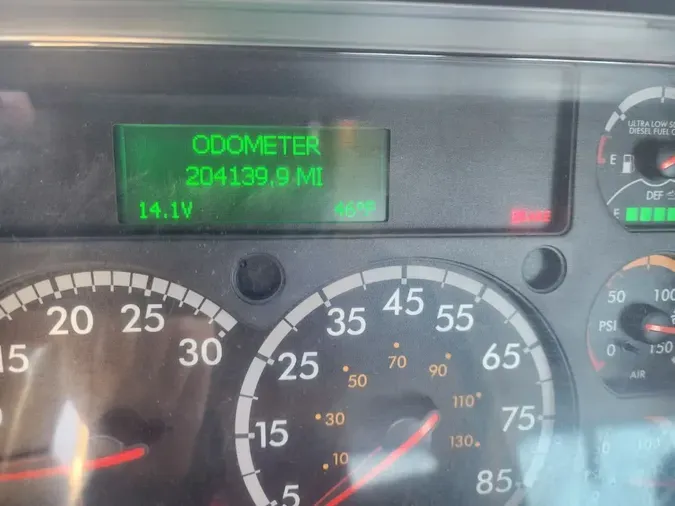 ODOMETER
204139.9 MI
14.1V 46°F
ULTRA LOW
DIESEL FUEL
E
DEF
E
15 20 25 30
5 15 25 35 45 55 65 75 85
10 30 50 70 90 110 130
50 100
PSI
0 150
AIR